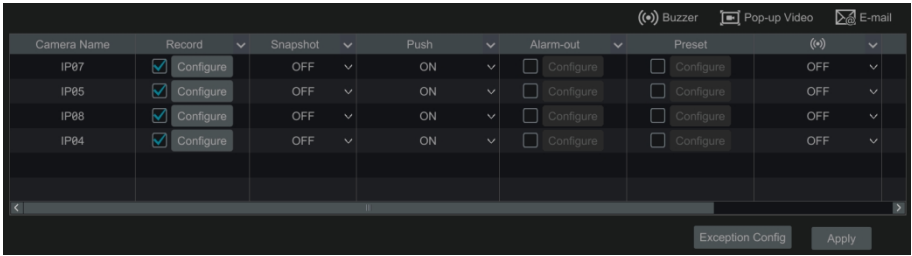 Buzzer Pop-up Video E-mail
Camera Name Record Snapshot Push Alarm-out Preset
IP07 Configure OFF ON Configure Configure OFF
IP05 Configure OFF ON Configure Configure OFF
IP08 Configure OFF ON Configure Configure OFF
IP04 Configure OFF ON Configure Configure OFF
Exception Config Apply